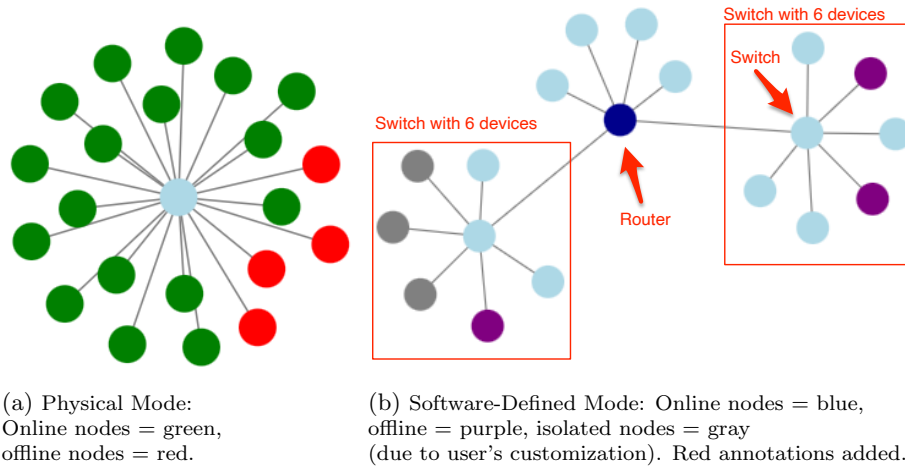 Switch with 6 devices
Switch
Switch with 6 devices
Router
(a) Physical Mode:
Online nodes = green,
offline nodes = red.
(b) Software-Defined Mode: Online nodes = blue,
offline = purple, isolated nodes = gray
(due to user's customization). Red annotations added.